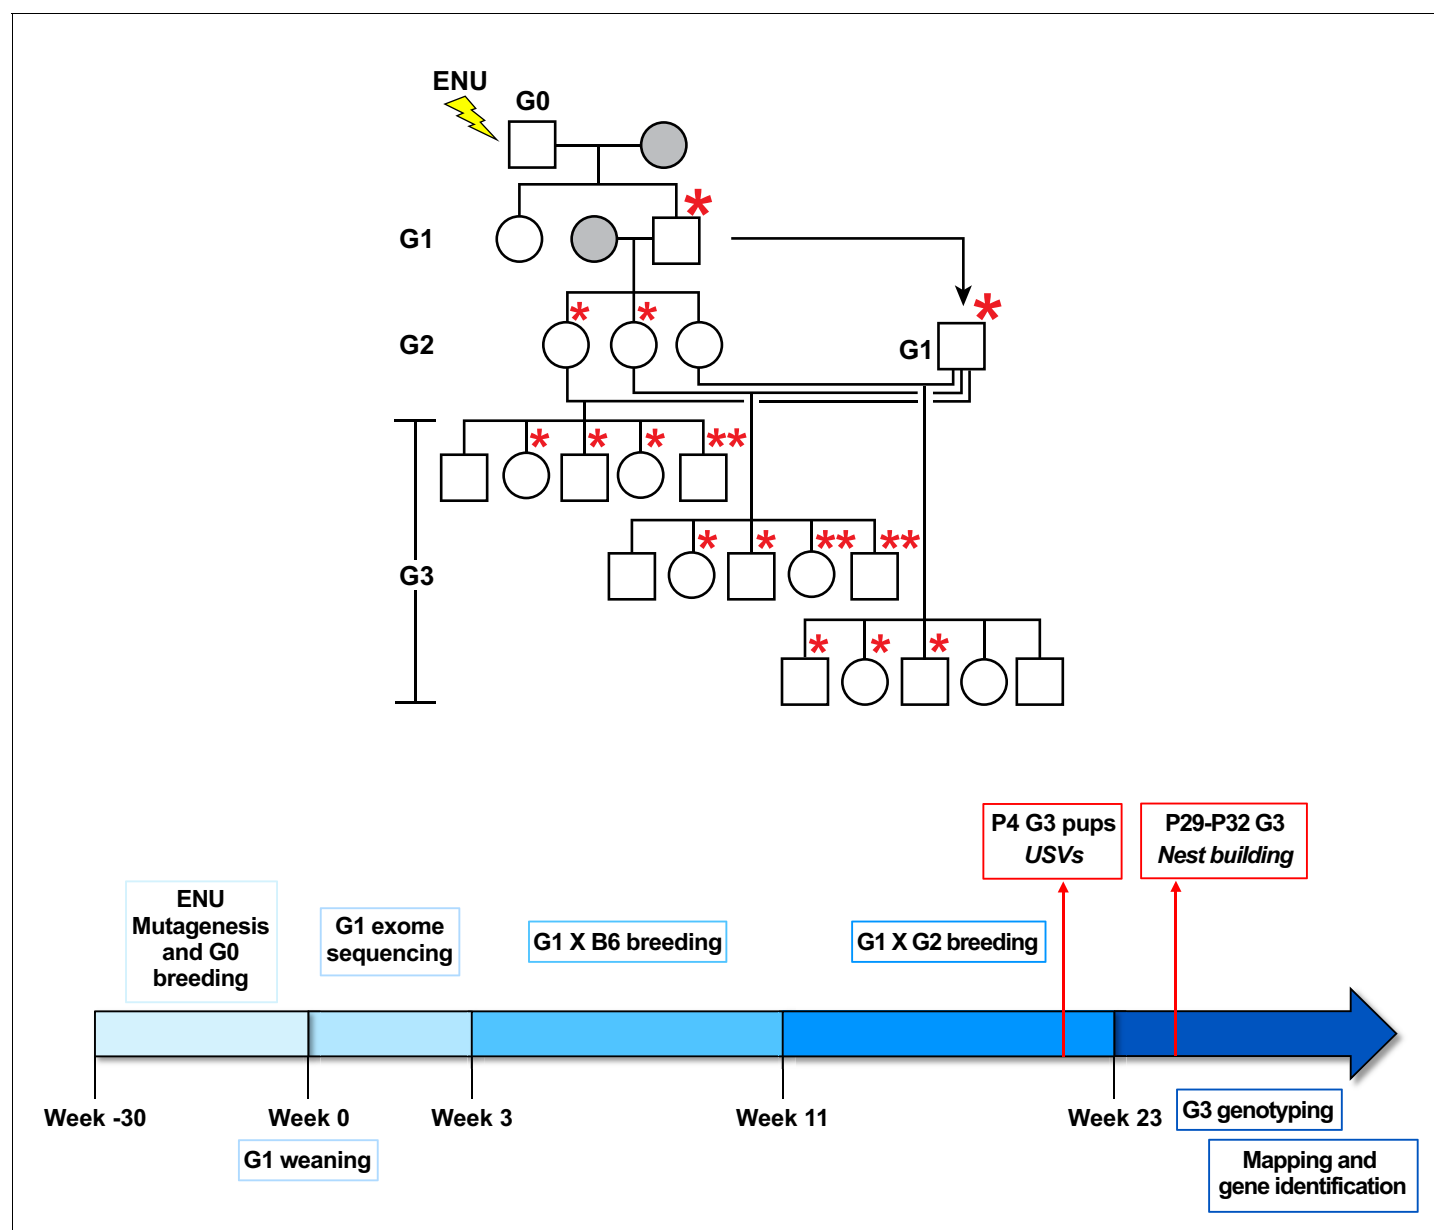 ENU
G0
*
G1
*
* *
G2
G1
* * * **
* * ** **
G3
* * *
P4 G3 pups
USVs
P29-P32 G3
Nest building
ENU
Mutagenesis
and G0
breeding
G1 exome
sequencing
G1 X B6 breeding
G1 X G2 breeding
Week -30
Week 0
Week 3
Week 11
Week 23
G1 weaning
G3 genotyping
Mapping and
gene identification